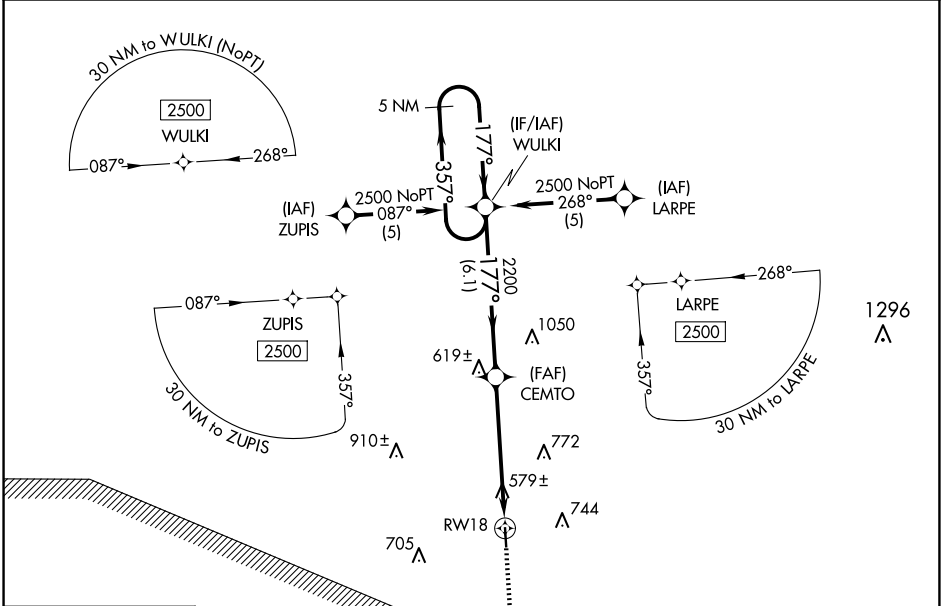 30 NM to WULKI (NoPT)
2500
WULKI
087°
268°
5 NM
177°
357°
(IF/IAF)
WULKI
(IAF)
ZUPIS
2500 NoPT
087°
(5)
2500 NoPT
268°
(5)
(IAF)
LARPE
2200
177°
(6.1)
087°
ZUPIS
2500
357°
30 NM to ZUPIS
268°
LARPE
2500
357°
30 NM to LARPE
1296
1050
619±
(FAF)
CEMTO
910±
772
579±
RW18
744
705